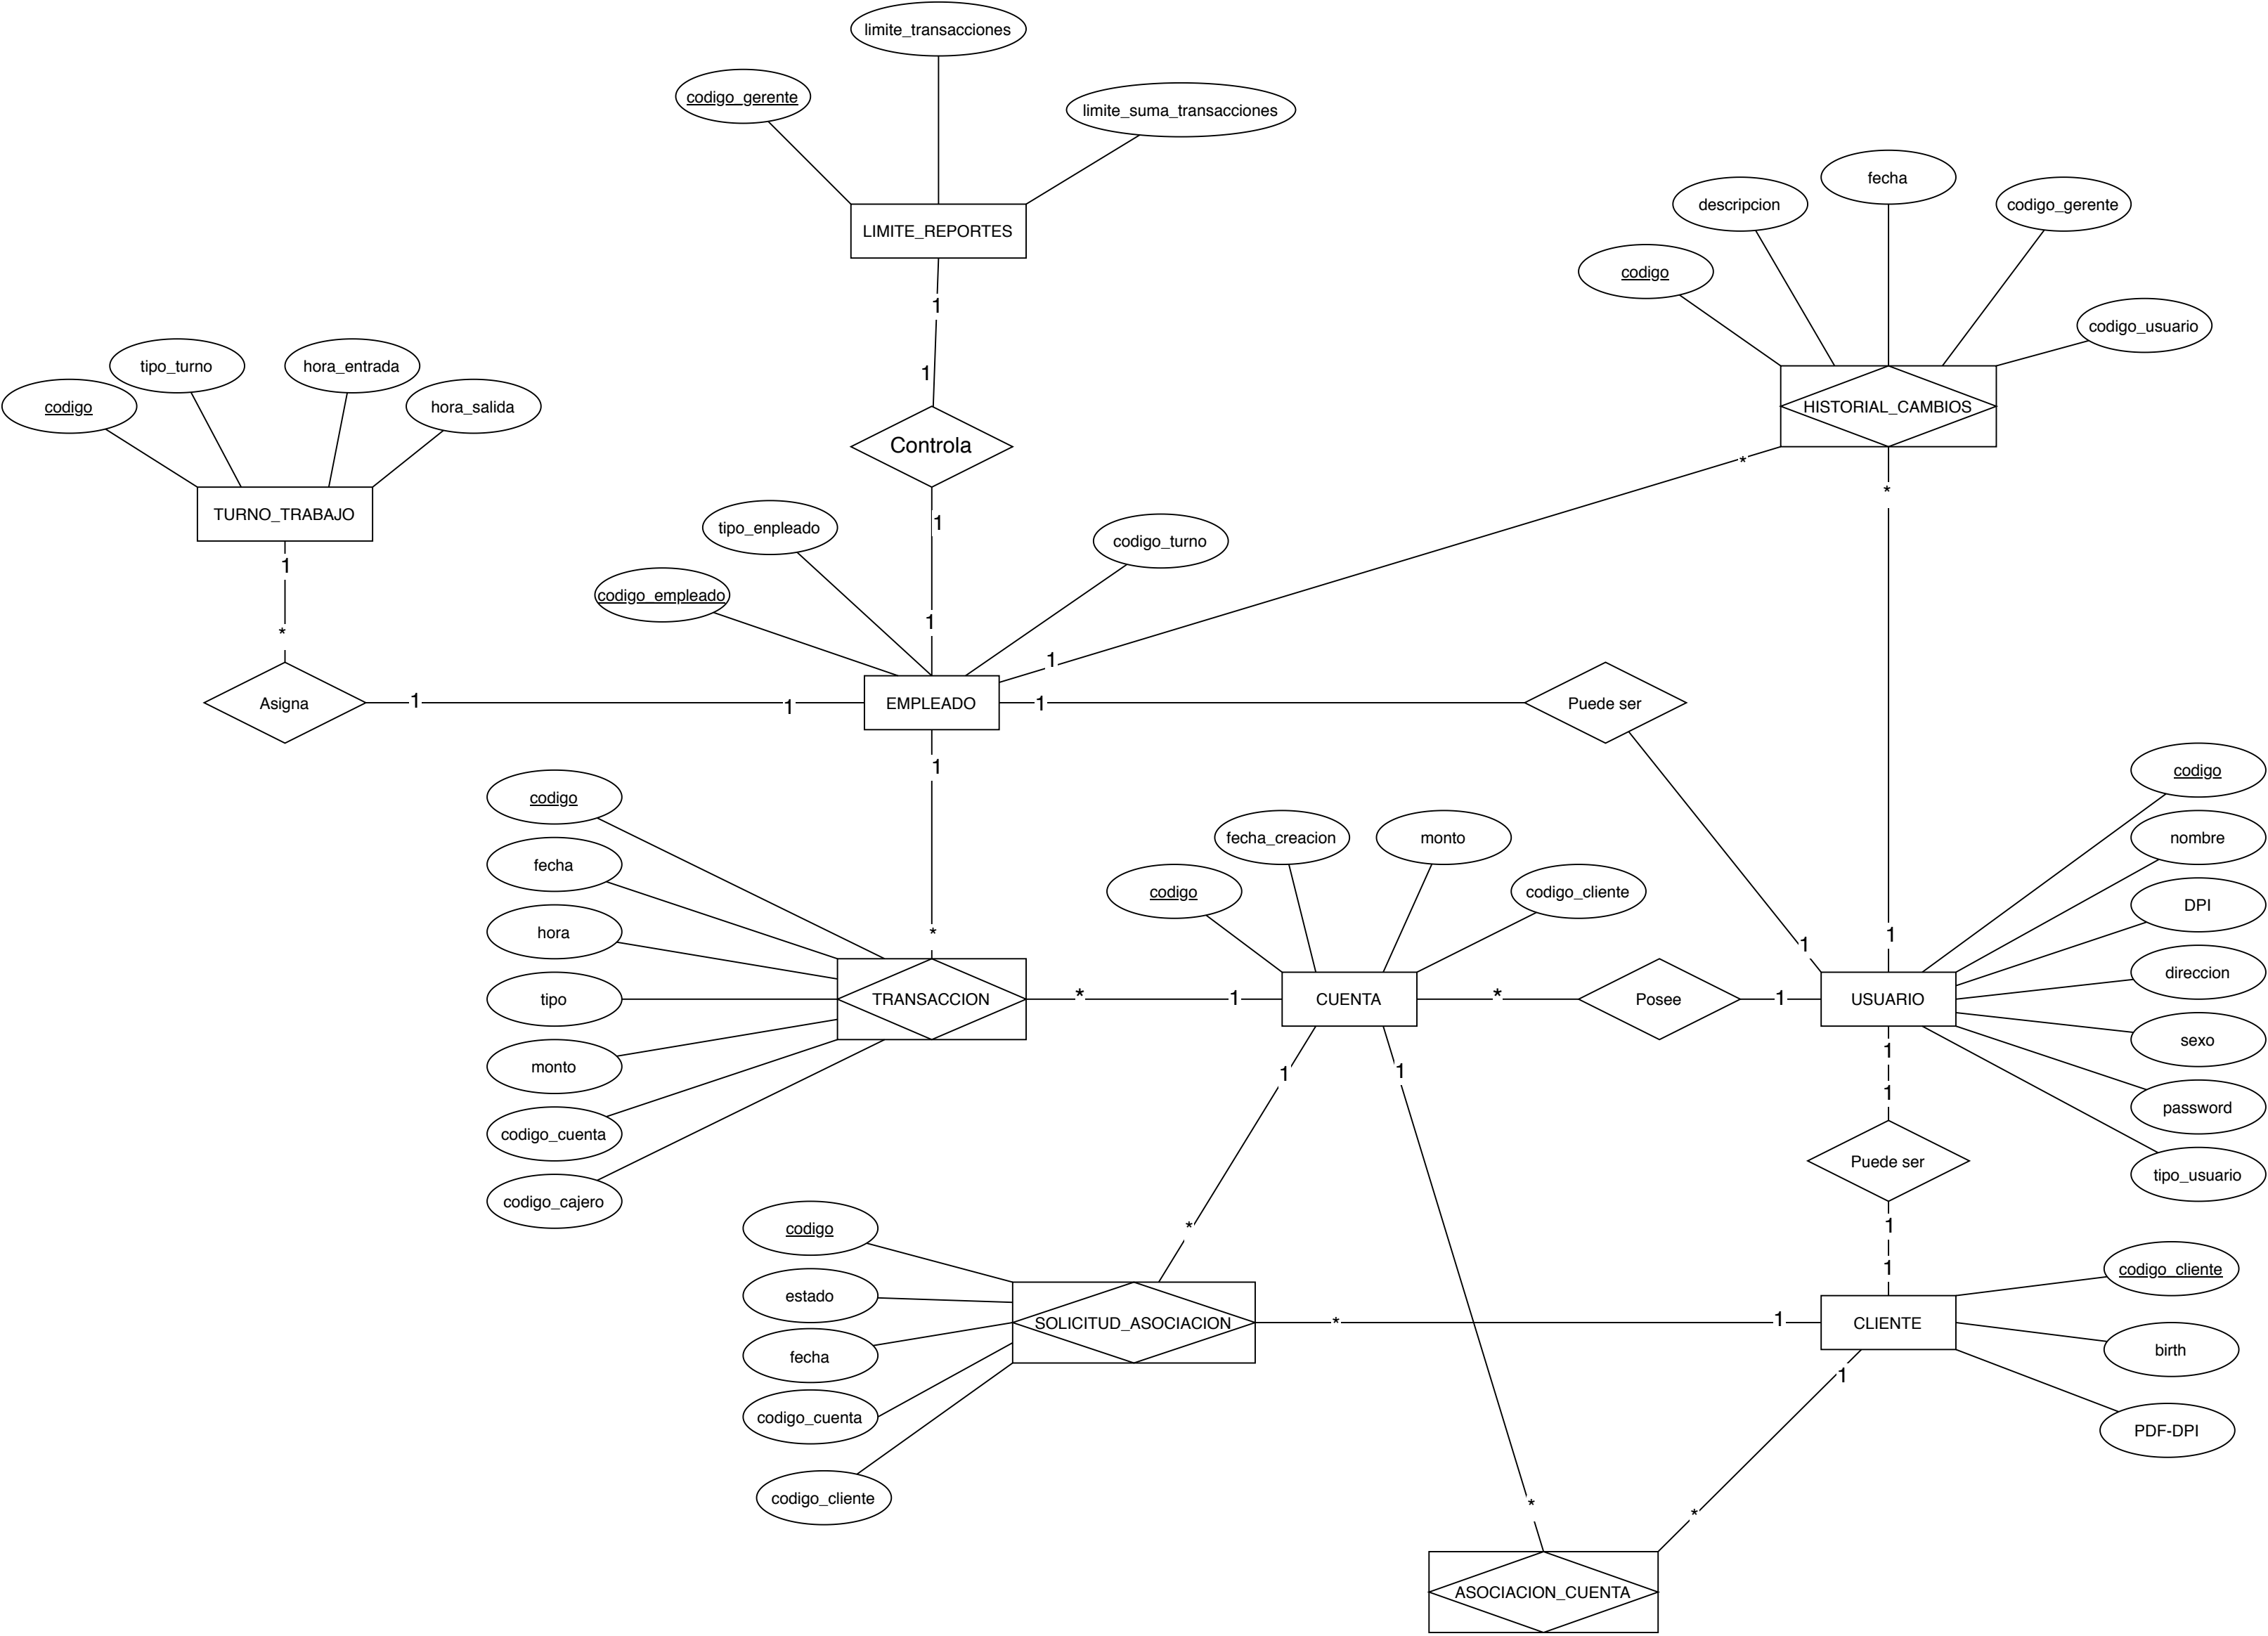 limite_transacciones
codigo_gerente
limite_suma_transacciones
LIMITE_REPORTES
1
1
Controla
1
1
fecha
descripcion
codigo_gerente
codigo
codigo_usuario
HISTORIAL_CAMBIOS
*
*
tipo_turno
hora_entrada
codigo
hora_salida
TURNO_TRABAJO
1
*
Asigna
1
1
tipo_enpleado
codigo_turno
codigo_empleado
EMPLEADO
1
1
1
Puede ser
1
1
codigo
fecha
hora
tipo
monto
codigo_cuenta
codigo_cajero
*
TRANSACCION
*
1
fecha_creacion
monto
codigo
codigo_cliente
CUENTA
*
Posee
1
USUARIO
codigo
nombre
DPI
direccion
sexo
password
tipo_usuario
1
1
Puede ser
1
1
1
1
*
codigo
estado
fecha
codigo_cuenta
codigo_cliente
SOLICITUD_ASOCIACION
*
1
CLIENTE
codigo_cliente
birth
PDF-DPI
1
*
*
ASOCIACION_CUENTA